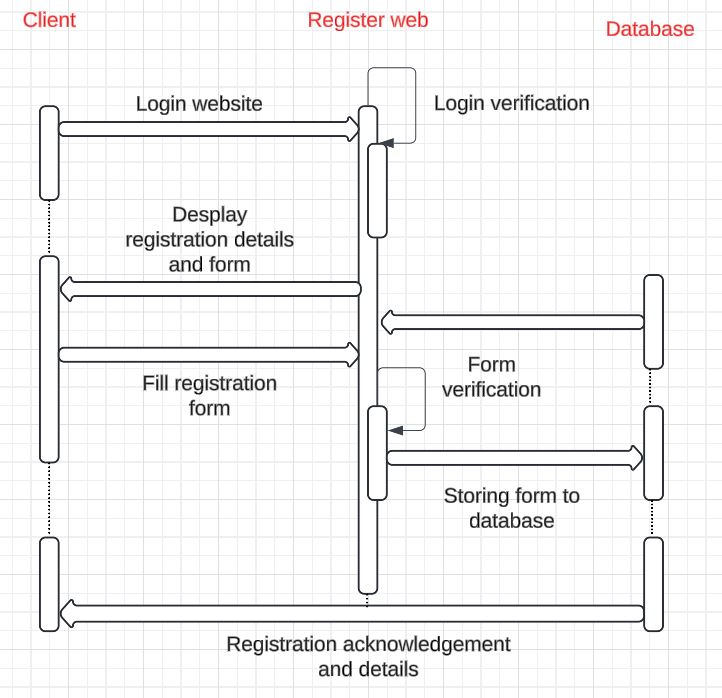 Client
Register web
Database
Login website
Login verification
Desplay
registration details
and form
Form
verification
Fill registration
form
Storing form to
database
Registration acknowledgement
and details